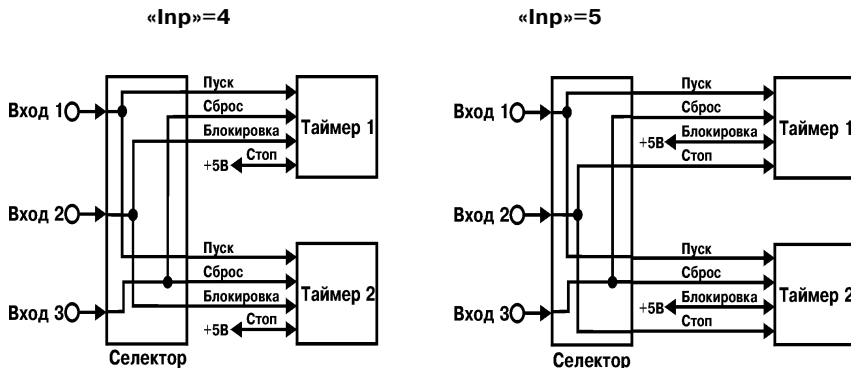 «Inp»=4
Вход 1
Вход 2
Вход 3
Пуск
Сброс
Блокировка
+5В
Стоп
Таймер 1
Пуск
Сброс
Блокировка
+5В
Стоп
Таймер 2
Селектор
«Inp»=5
Вход 1
Вход 2
Вход 3
Пуск
Сброс
+5В
Блокировка
Стоп
Таймер 1
Пуск
Сброс
+5В
Блокировка
Стоп
Таймер 2
Селектор